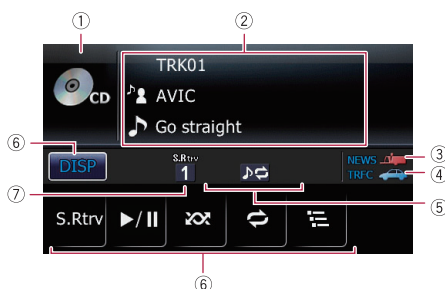 ① ②
TRK01
CD
AVIC
Go straight
⑥ DISP
S.Rtrv
1
NEWS ③
TRFC ④
⑦ ⑤
S.Rtrv
⑥